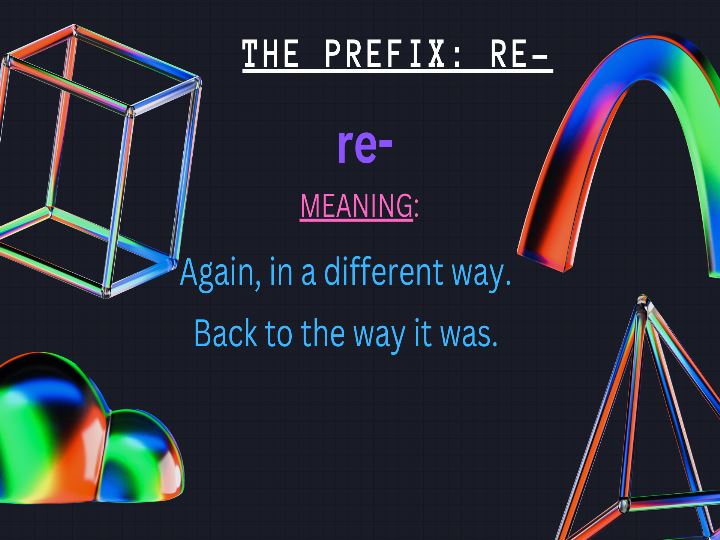 THE PREFIX: RE-
re-
MEANING:
Again, in a different way.
Back to the way it was.